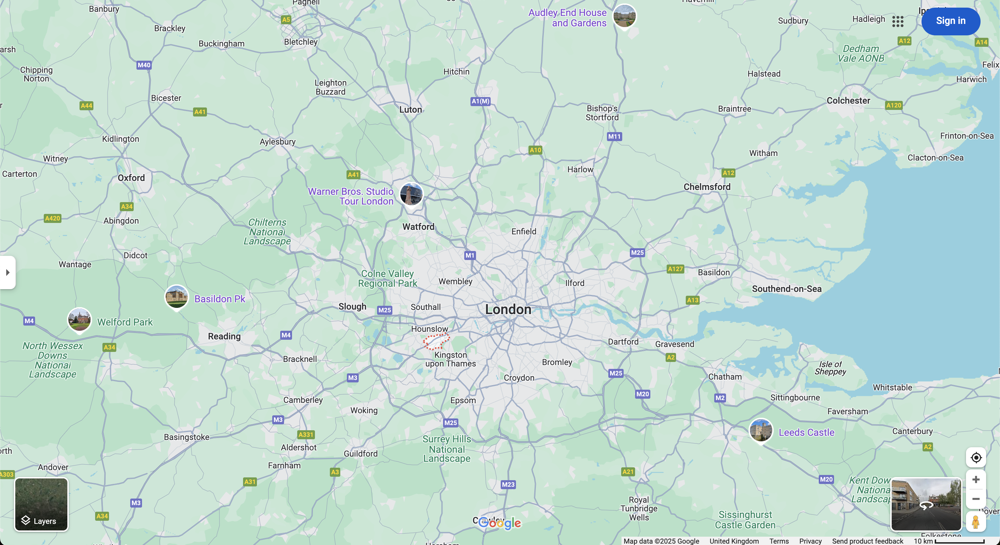 Banbury
Pagnell
Audley End House
and Gardens
Sign in
Brackley
A5
Sudbury
Hadleigh
Buckingham
Bletchley
A12
A14
arsh
Dedham
Vale AONB
M40
Chipping
Norton
Hitchin
Felix
Halstead
Harwich
Leighton
Buzzard
Bicester
A44
A41
Luton
A1(M)
Bishop's
Stortford
Braintree
Colchester
A120
Kidlington
Aylesbury
M11
Frinton-on-Sea
A10
Witney
Witham
Clacton-on-Sea
Carterton
Oxford
A41
Harlow
A12
Warner Bros. Studio
Tour London
Chelmsford
A34
A420
Abingdon
Chilterns
National
Landscape
Watford
Enfield
Didcot
Wantage
M1
M25
A127
Basildon
Colne Valley
Regional Park
Wembley
Ilford
Southend-on-Sea
Basildon Pk
Slough
M25
Southall
London
A13
M4
Welford Park
Reading
M4
Hounslow
Dartford
Gravesend
North Wessex
Downs
National
Landscape
A34
Bracknell
Kingston
upon Thames
Bromley
A2
Isle of
Sheppey
M3
Croydon
M25
Chatham
Whitstable
Camberley
Epsom
M20
M2
Sittingbourne
Woking
Faversham
M3
M25
Basingstoke
A331
Leeds Castle
Canterbury
Surrey Hills
National
Landscape
Aldershot
Guildford
A2
orth
Andover
Farnham
A303
A3
A21
A31
M23
M20
Kent Dow
Nationa
Landscap
M3
Royal
Tunbridge
Wells
A34
Layers
Google
Sissinghurst
Castle Garden
Map data ©2025 Google
United Kingdom
Terms
Privacy
Send product feedback
10 km